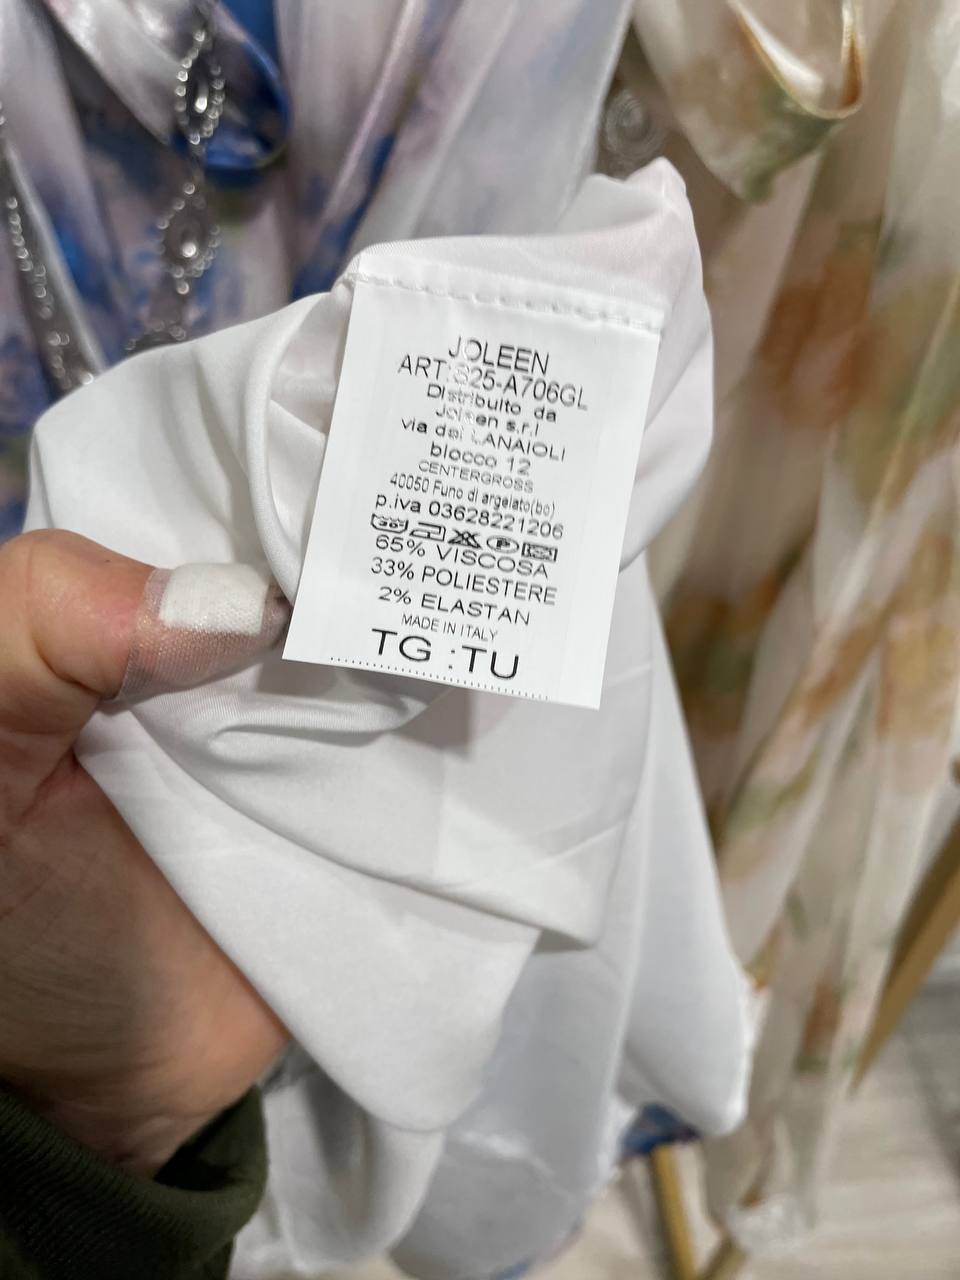 JOLEEN
ART:S25-A706GL
Distribuito da
Joleen s.r.l
via dei LANAIOLI
blocco 12
CENTERGROSS
40050 Funo di argelato(bo)
p.iva 03628221206
30 P
65% VISCOSA
33% POLIESTERE
2% ELASTAN
MADE IN ITALY
TG :TU